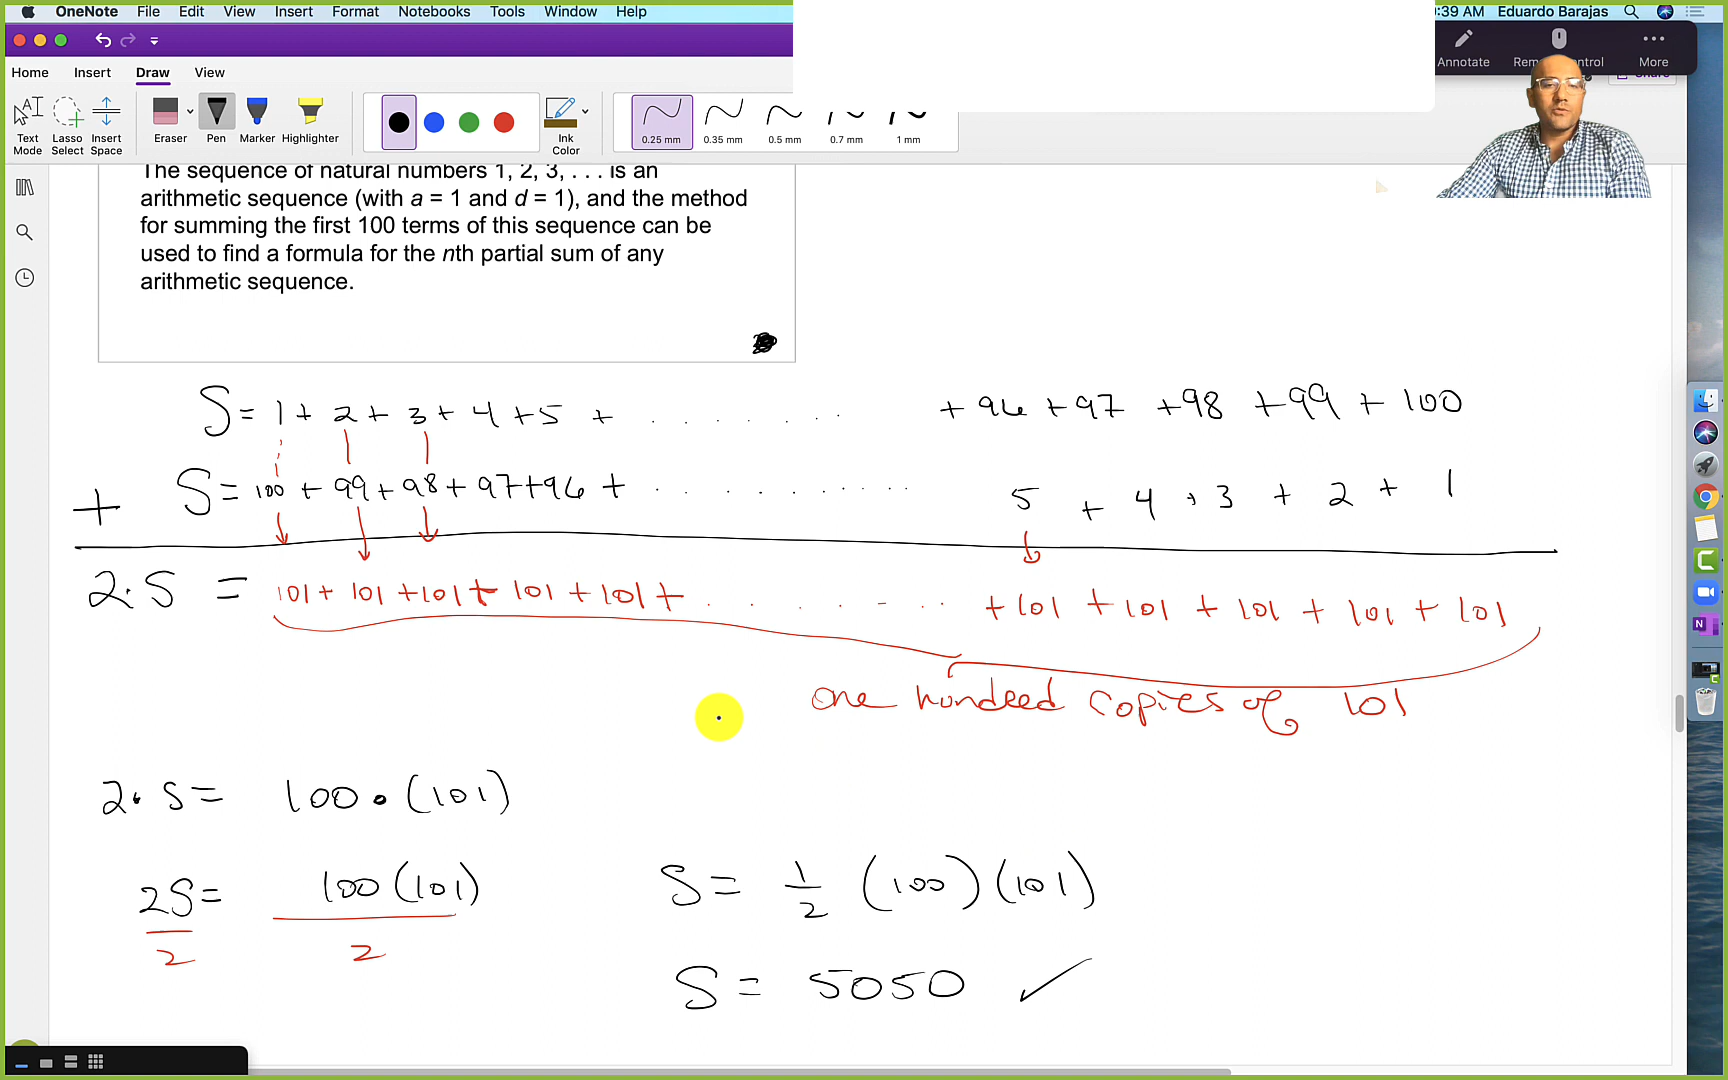 OneNote File Edit View Insert Format Notebooks Tools Window Help
:39 AM Eduardo Barajas
Annotate More
Home Insert Draw View
Share
Text Mode
Lasso Select
Insert Space
Eraser
Pen
Marker
Highlighter
Ink Color
0.25 mm 0.35 mm 0.5 mm 0.7 mm 1 mm
The sequence of natural numbers 1, 2, 3, . . . is an
arithmetic sequence (with a = 1 and d = 1), and the method
for summing the first 100 terms of this sequence can be
used to find a formula for the nth partial sum of any
arithmetic sequence.
S = 1 + 2 + 3 + 4 + 5 + . . . . . . . . + 96 + 97 + 98 + 99 + 100
+ S = 100 + 99 + 98 + 97 + 96 + . . . . . . . . . . 5 + 4 + 3 + 2 + 1
2·S = 101 + 101 + 101 + 101 + 101 + . . . . - . . . + 101 + 101 + 101 + 101 + 101
one hundred copies of 101
2·S = 100 • (101)
2S = 100 (101)
2 2
S = 1/2 (100) (101)
S = 5050 ✓